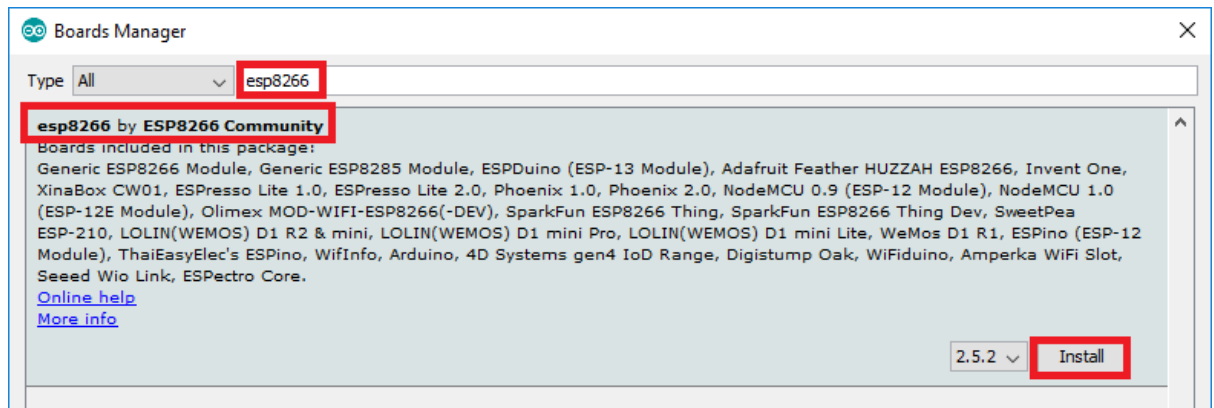 Boards Manager
Type All esp8266
esp8266 by ESP8266 Community
Boards included in this package:
Generic ESP8266 Module, Generic ESP8285 Module, ESPDuino (ESP-13 Module), Adafruit Feather HUZZAH ESP8266, Invent One,
XinaBox CW01, ESPresso Lite 1.0, ESPresso Lite 2.0, Phoenix 1.0, Phoenix 2.0, NodeMCU 0.9 (ESP-12 Module), NodeMCU 1.0
(ESP-12E Module), Olimex MOD-WIFI-ESP8266(-DEV), SparkFun ESP8266 Thing, SparkFun ESP8266 Thing Dev, SweetPea
ESP-210, LOLIN(WEMOS) D1 R2 & mini, LOLIN(WEMOS) D1 mini Pro, LOLIN(WEMOS) D1 mini Lite, WeMos D1 R1, ESPino (ESP-12
Module), ThaiEasyElec's ESPino, WifInfo, Arduino, 4D Systems gen4 IoD Range, Digistump Oak, WiFiduino, Amperka WiFi Slot,
Seeed Wio Link, ESPectro Core.
Online help
More info
2.5.2 Install